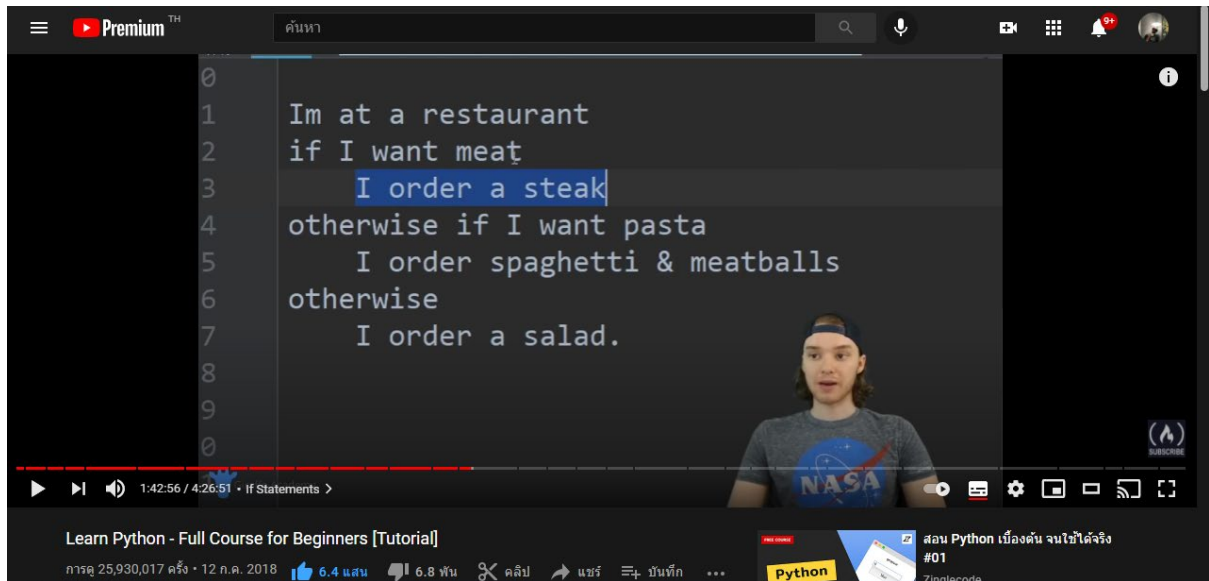 Premium TH
ค้นหา
9+
0
1 Im at a restaurant
2 if I want meat
3 I order a steak
4 otherwise if I want pasta
5 I order spaghetti & meatballs
6 otherwise
7 I order a salad.
8
9
0
NASA
SUBSCRIBE
1:42:56 / 4:26:51 • If Statements >
Learn Python - Full Course for Beginners [Tutorial]
การดู 25,930,017 ครั้ง • 12 ก.ค. 2018 6.4 แสน 6.8 พัน คลิป แชร์ บันทึก ...
FREE COURSE
Python
สอน Python เบื้องต้น จนใช้ได้จริง
#01
Zinglecode